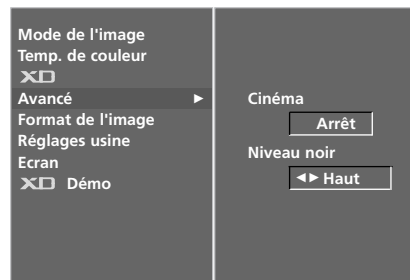 Mode de l'image
Temp. de couleur
XD
Avancé ►
Format de l'image
Réglages usine
Ecran
XD Démo
Cinéma
Arrêt
Niveau noir
◄► Haut